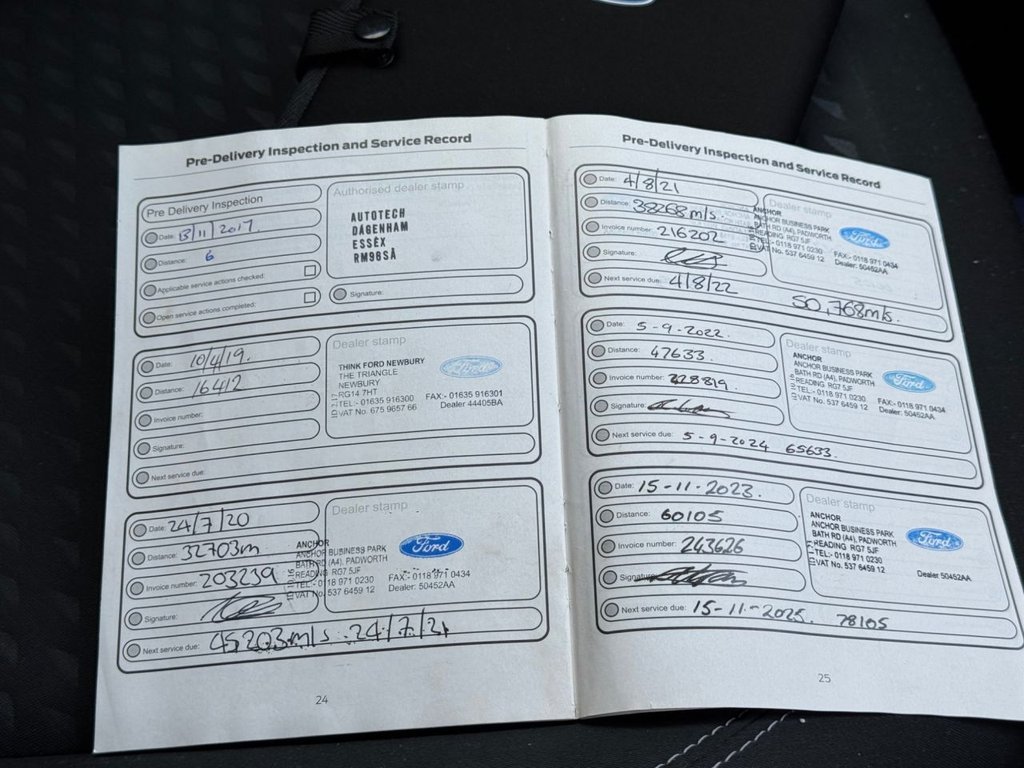 Pre-Delivery Inspection and Service Record
Pre Delivery Inspection
Date: 13/11/2017.
Distance: 6
Applicable service actions checked:
Open service actions completed:
Authorised dealer stamp
AUTOTECH
DAGENHAM
ESSEX
RM96SA
Signature:
Date: 10/4/19.
Distance: 16412
Invoice number:
Signature:
Next service due:
Dealer stamp
THINK FORD NEWBURY
THE TRIANGLE
NEWBURY
RG14 7HT
TEL:- 01635 916300 FAX:- 01635 916301
VAT No. 675 9657 66 Dealer 44405BA
Ford
Date: 24/7/20
Distance: 32703m
Invoice number: 203239
Signature:
Next service due: 45203m/s 24/7/21
Dealer stamp
ANCHOR
ANCHOR BUSINESS PARK
BATH RD (A4), PADWORTH
READING RG7 5JF
TEL:- 0118 971 0230 FAX:- 0118 971 0434
VAT No. 537 6459 12 Dealer: 50452AA
Ford
24
Pre-Delivery Inspection and Service Record
Date: 4/8/21
Distance: 38268m/s
Invoice number: 216202
Signature:
Next service due: 4/8/22 50,768m/s.
Dealer stamp
ANCHOR
ANCHOR BUSINESS PARK
BATH RD (A4), PADWORTH
READING RG7 5JF
TEL:- 0118 971 0230 FAX:- 0118 971 0434
VAT No. 537 6459 12 Dealer: 50452AA
Ford
Date: 5-9-2022.
Distance: 47633.
Invoice number: 228819.
Signature:
Next service due: 5-9-2024 65633.
Dealer stamp
ANCHOR
ANCHOR BUSINESS PARK
BATH RD (A4), PADWORTH
READING RG7 5JF
TEL:- 0118 971 0230 FAX:- 0118 971 0434
VAT No. 537 6459 12 Dealer: 50452AA
Ford
Date: 15-11-2023.
Distance: 60105
Invoice number: 243626
Signature:
Next service due: 15-11-2025. 78105
Dealer stamp
ANCHOR
ANCHOR BUSINESS PARK
BATH RD (A4), PADWORTH
READING RG7 5JF
TEL:- 0118 971 0230
VAT No. 537 6459 12 Dealer 50452AA
Ford
25